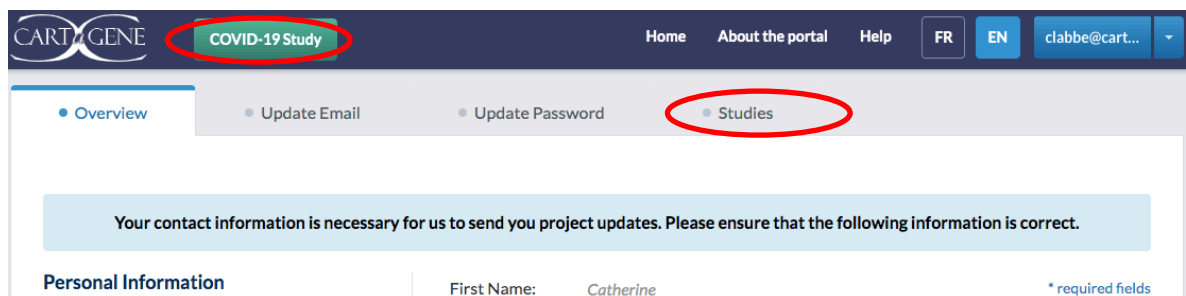 CARTAGENE COVID-19 Study Home About the portal Help FR EN clabbe@cart...
Overview Update Email Update Password Studies
Your contact information is necessary for us to send you project updates. Please ensure that the following information is correct.
Personal Information First Name: Catherine * required fields